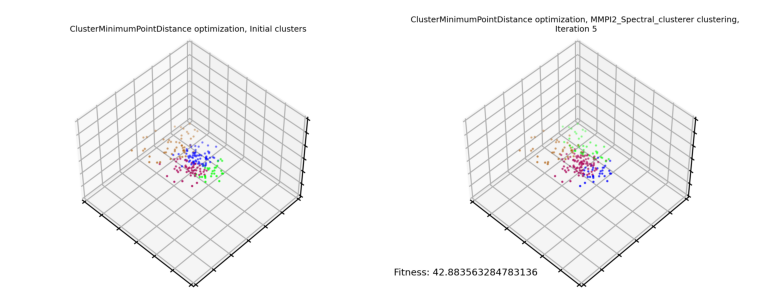 ClusterMinimumPointDistance optimization, Initial clusters
ClusterMinimumPointDistance optimization, MMPI2_Spectral_clusterer clustering,
Iteration 5
Fitness: 42.883563284783136